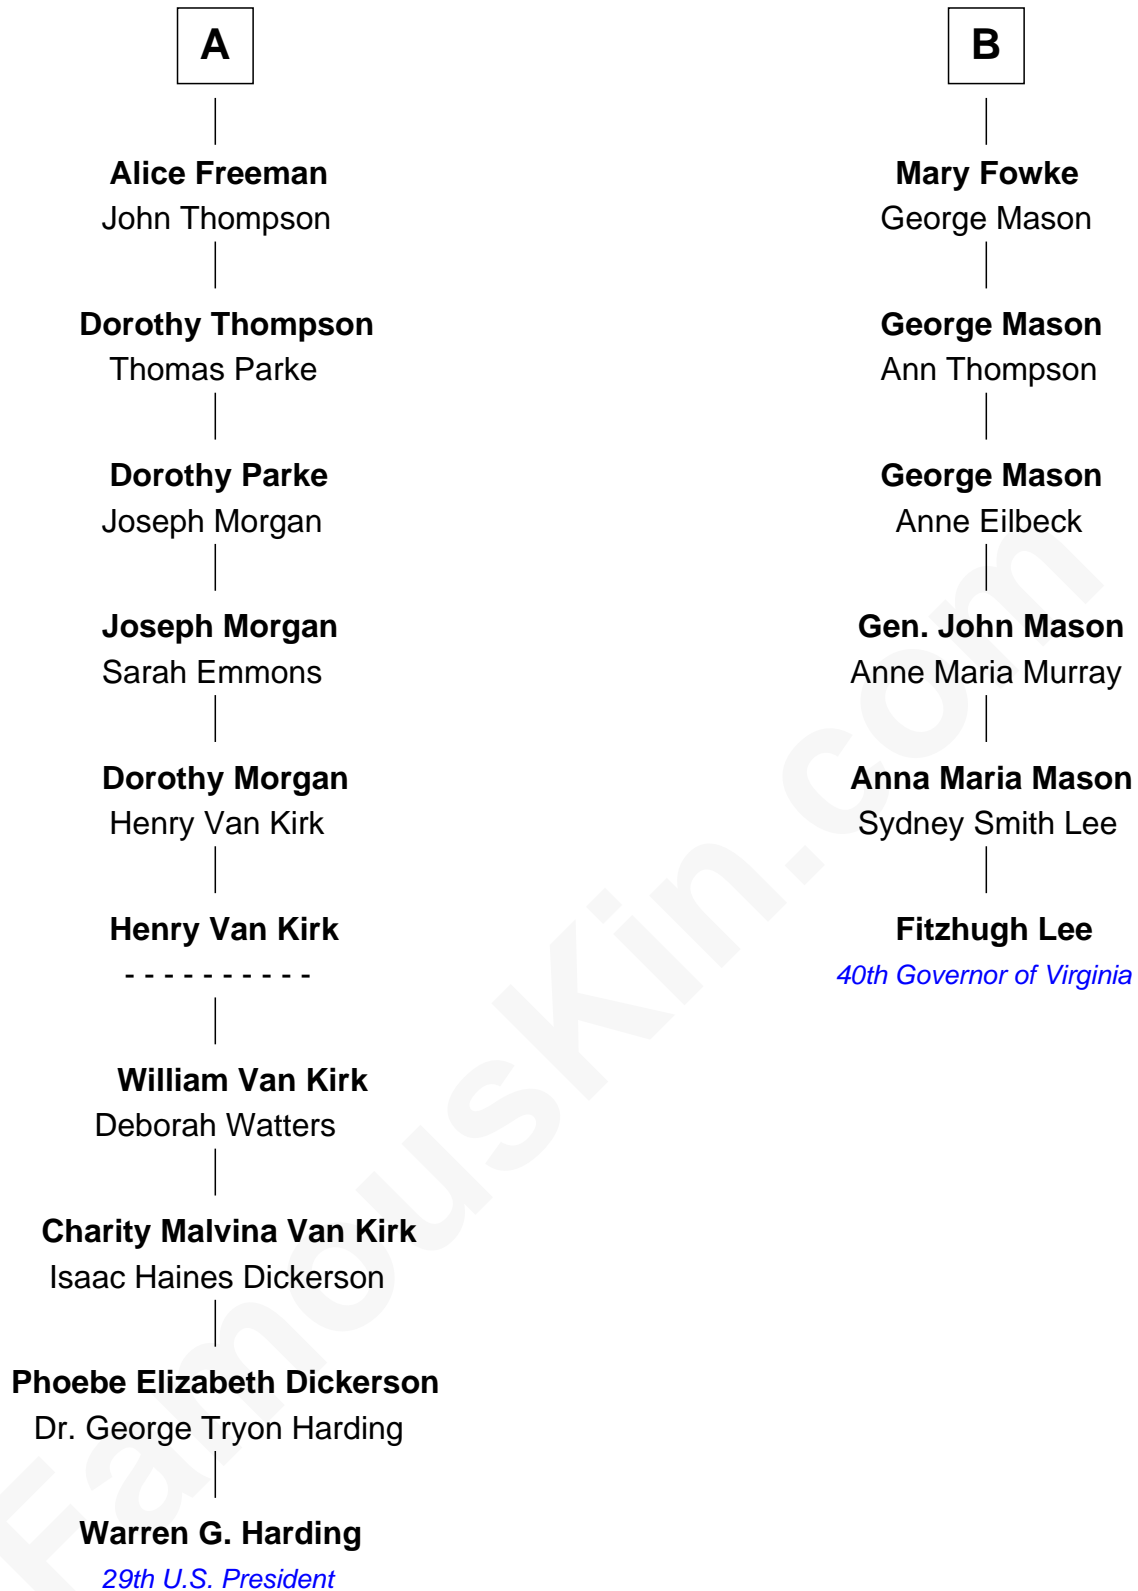 A
Alice Freeman
John Thompson
Dorothy Thompson
Thomas Parke
Dorothy Parke
Joseph Morgan
Joseph Morgan
Sarah Emmons
Dorothy Morgan
Henry Van Kirk
Henry Van Kirk
- - - - - - - - - -
William Van Kirk
Deborah Watters
Charity Malvina Van Kirk
Isaac Haines Dickerson
Phoebe Elizabeth Dickerson
Dr. George Tryon Harding
Warren G. Harding
29th U.S. President
B
Mary Fowke
George Mason
George Mason
Ann Thompson
George Mason
Anne Eilbeck
Gen. John Mason
Anne Maria Murray
Anna Maria Mason
Sydney Smith Lee
Fitzhugh Lee
40th Governor of Virginia
FamousKin.com